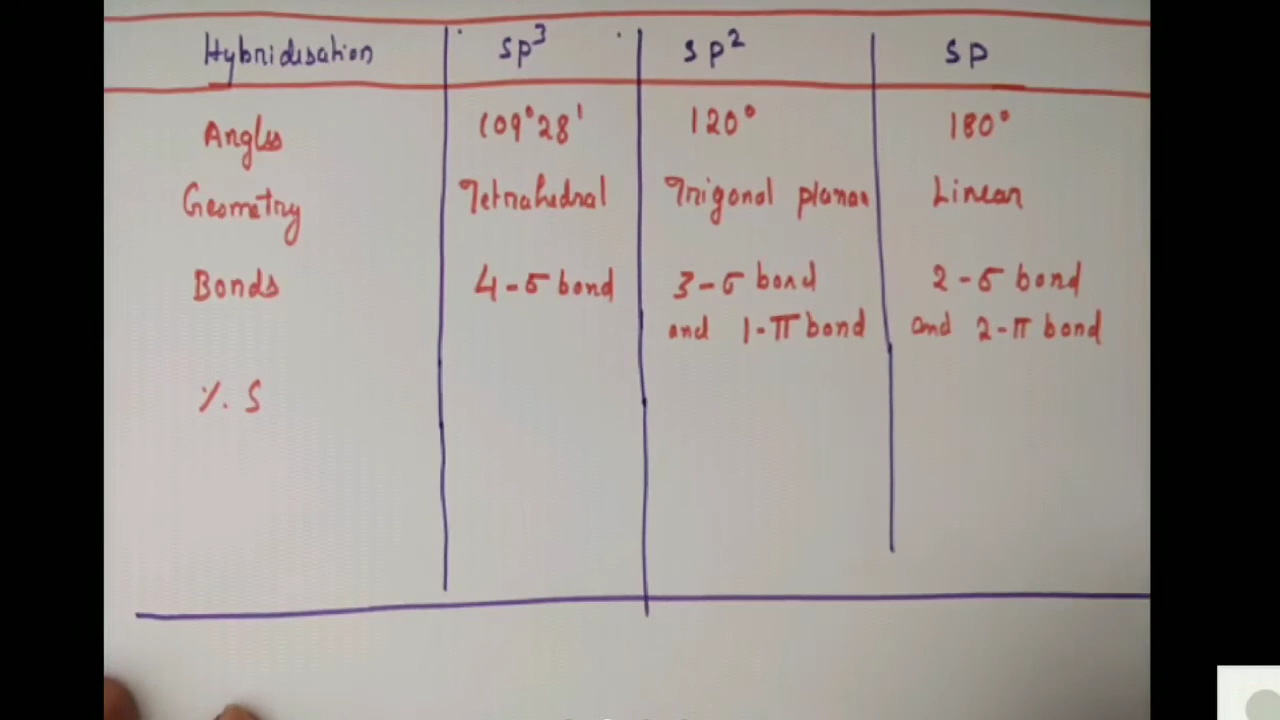 Hybridisation sp³ sp² sp
Angles 109°28' 120° 180°
Geometry Tetrahedral Trigonal planar Linear
Bonds 4-σ bond 3-σ bond 2-σ bond
and 1-π bond and 2-π bond
%. S